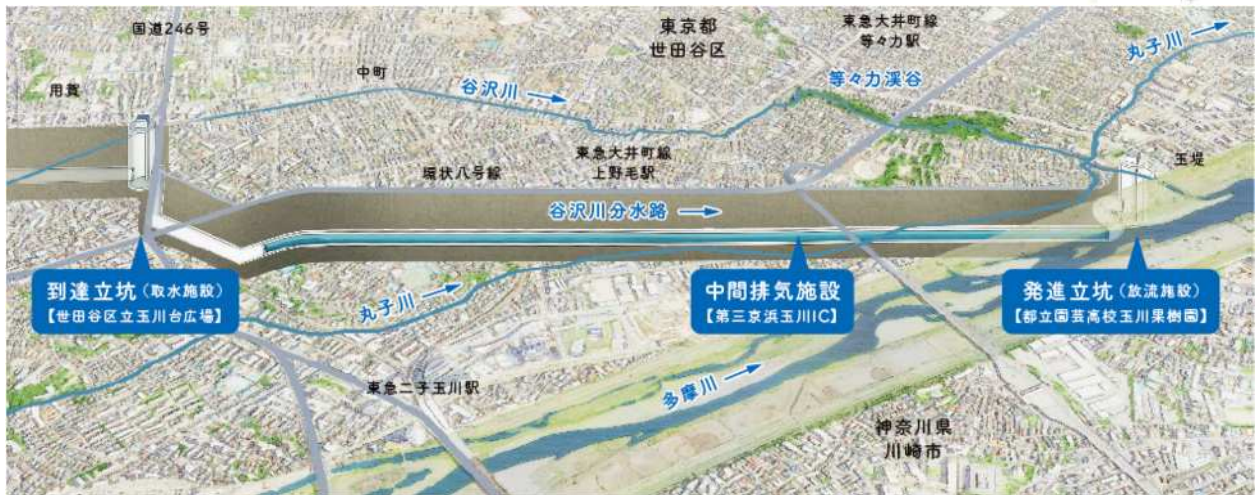 国道246号
東京都
世田谷区
東急大井町線
等々力駅
丸子川
用賀
中町
谷沢川
等々力渓谷
環状八号線
東急大井町線
上野毛駅
玉堤
谷沢川分水路
到達立坑(取水施設)
【世田谷区立玉川台広場】
丸子川
中間排気施設
【第三京浜玉川IC】
発進立坑(放流施設)
【都立園芸高校玉川果樹園】
東急二子玉川駅
多摩川
神奈川県
川崎市